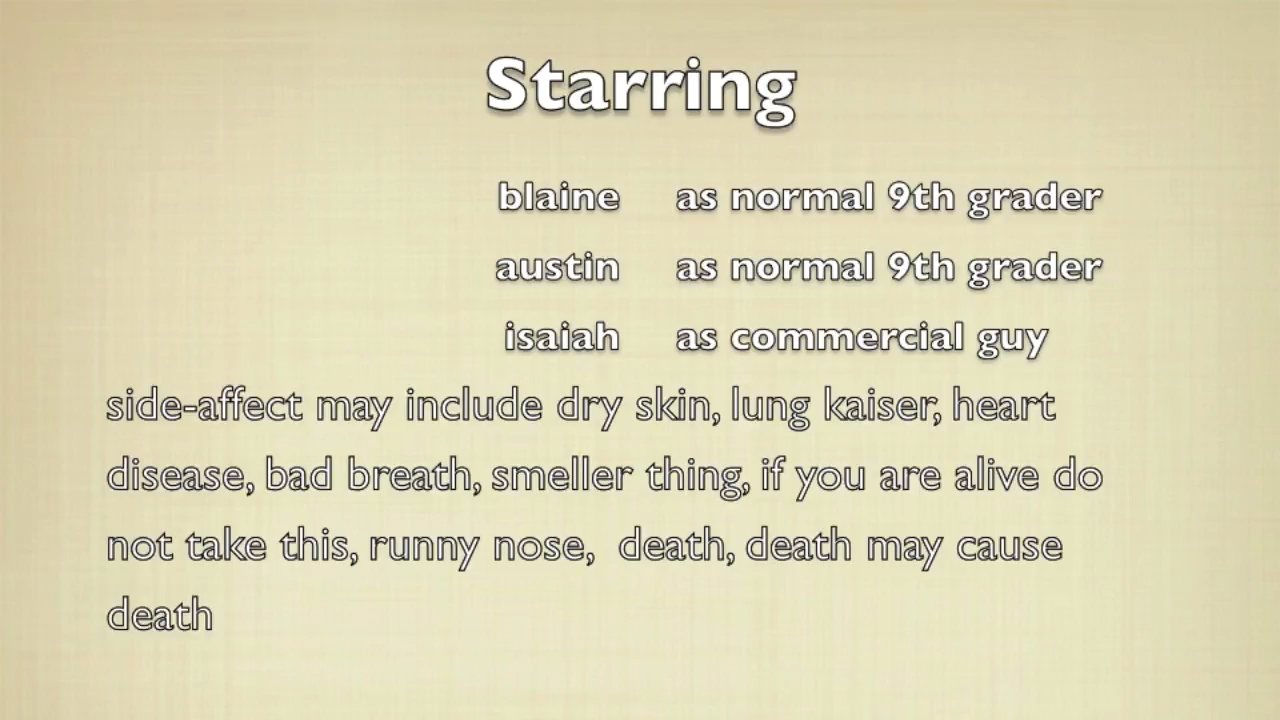 Starring
blaine as normal 9th grader
austin as normal 9th grader
isaiah as commercial guy
side-affect may include dry skin, lung kaiser, heart
disease, bad breath, smeller thing, if you are alive do
not take this, runny nose,  death, death may cause
death